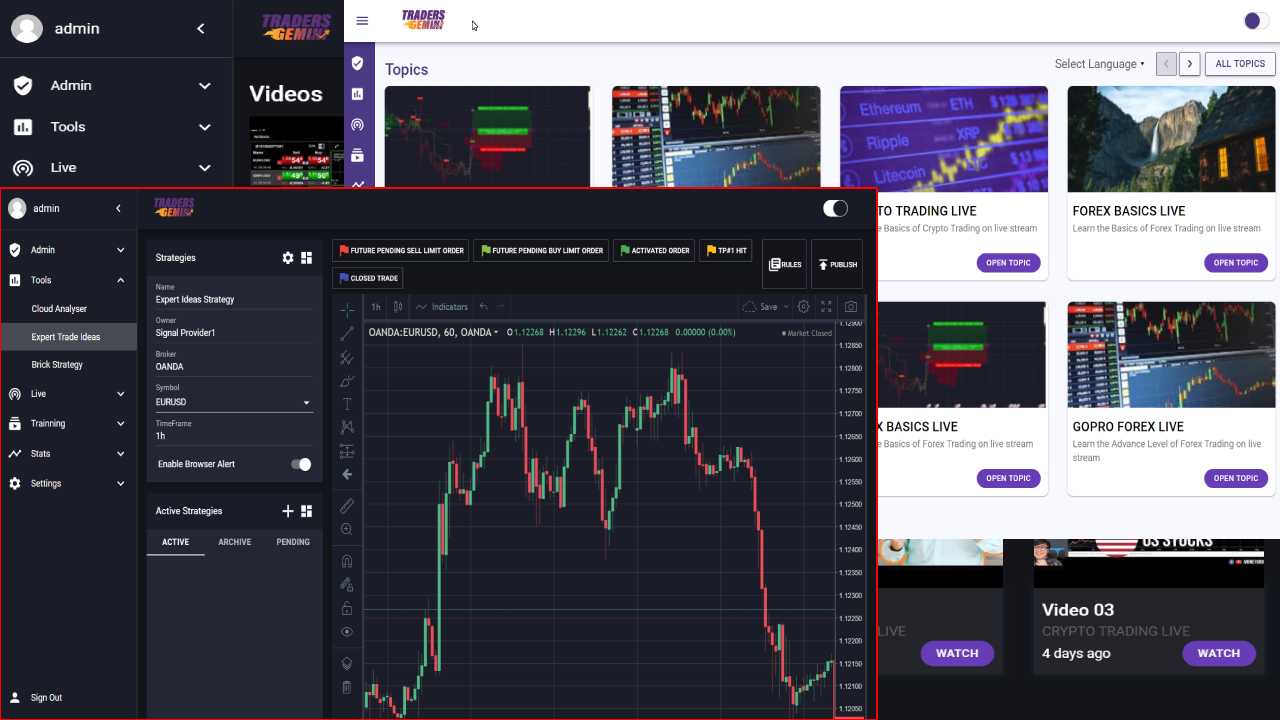 admin
Admin
Tools
Live
TRADERS
GEMINI
Videos
TRADERS
GEMINI
Topics
Select Language
ALL TOPICS
Ethereum ETH
Ripple XRP
Litecoin
TO TRADING LIVE
e Basics of Crypto Trading on live stream
OPEN TOPIC
FOREX BASICS LIVE
Learn the Basics of Forex Trading on live stream
OPEN TOPIC
X BASICS LIVE
e Basics of Forex Trading on live stream
OPEN TOPIC
GOPRO FOREX LIVE
Learn the Advance Level of Forex Trading on live
stream
OPEN TOPIC
admin
Admin
Tools
Cloud Analyser
Expert Trade Ideas
Brick Strategy
Live
Trainning
Stats
Settings
Sign Out
TRADERS
GEMINI
Strategies
Name
Expert Ideas Strategy
Owner
Signal Provider1
Broker
OANDA
Symbol
EURUSD
TimeFrame
1h
Enable Browser Alert
Active Strategies
ACTIVE ARCHIVE PENDING
FUTURE PENDING SELL LIMIT ORDER
FUTURE PENDING BUY LIMIT ORDER
ACTIVATED ORDER
TP#1 HIT
CLOSED TRADE
RULES
PUBLISH
1h Indicators Save
OANDA:EURUSD, 60, OANDA O 1.12268 H 1.12296 L 1.12262 C 1.12268 0.00000 (0.00%)
Market Closed
1.12900
1.12850
1.12800
1.12750
1.12700
1.12650
1.12600
1.12550
1.12500
1.12450
1.12400
1.12350
1.12300
1.12250
1.12200
1.12150
1.12100
1.12050
LIVE
WATCH
US STOCKS
Video 03
CRYPTO TRADING LIVE
4 days ago
WATCH